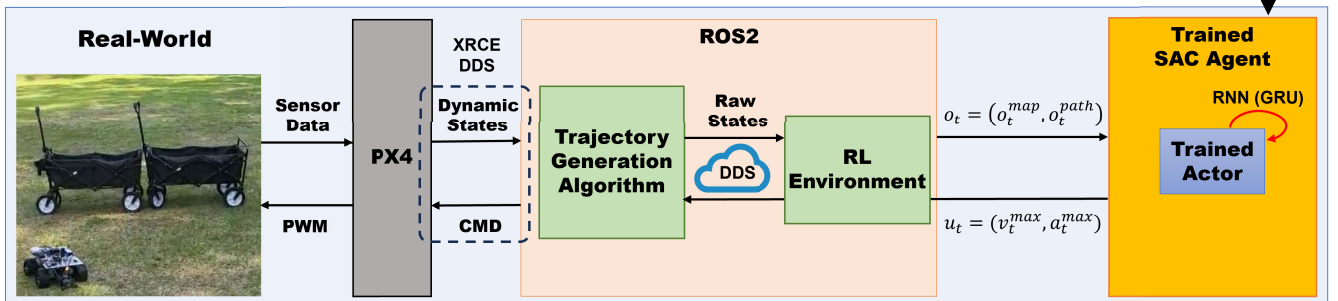 Real-World
Sensor
Data
PWM
PX4
XRCE
DDS
Dynamic
States
CMD
ROS2
Trajectory
Generation
Algorithm
Raw
States
DDS
RL
Environment
o_t = (o_t^{map}, o_t^{path})
u_t = (v_t^{max}, a_t^{max})
Trained
SAC Agent
RNN (GRU)
Trained
Actor